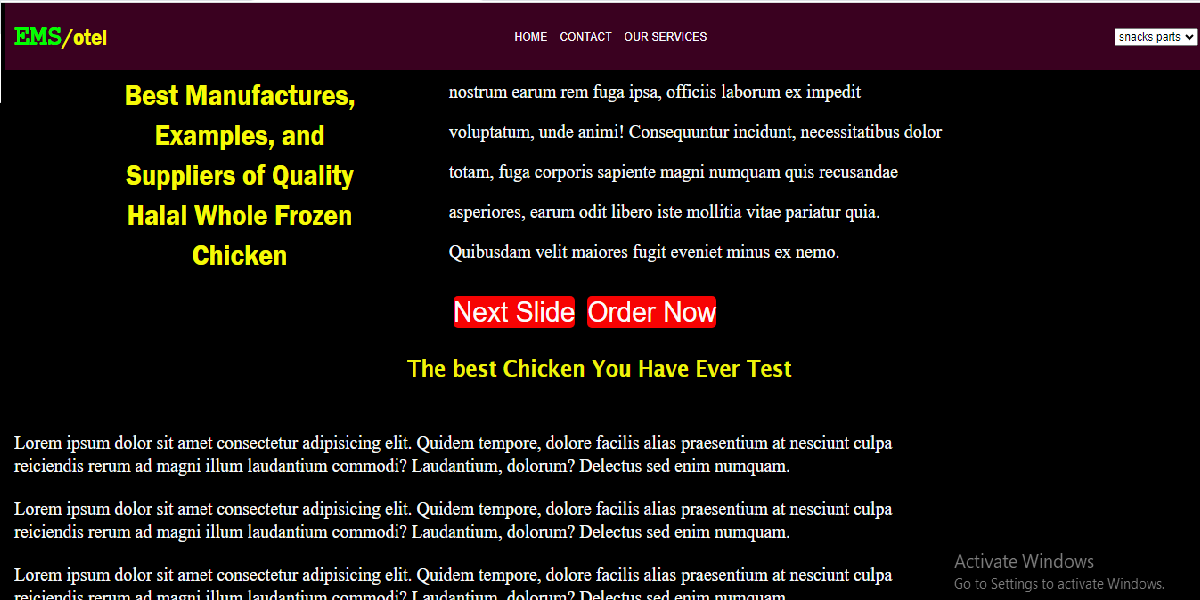 EMS/otel
HOME CONTACT OUR SERVICES
snacks parts
Best Manufactures,
Examples, and
Suppliers of Quality
Halal Whole Frozen
Chicken
nostrum earum rem fuga ipsa, officiis laborum ex impedit
voluptatum, unde animi! Consequuntur incidunt, necessitatibus dolor
totam, fuga corporis sapiente magni numquam quis recusandae
asperiores, earum odit libero iste mollitia vitae pariatur quia.
Quibusdam velit maiores fugit eveniet minus ex nemo.
Next Slide Order Now
The best Chicken You Have Ever Test
Lorem ipsum dolor sit amet consectetur adipisicing elit. Quidem tempore, dolore facilis alias praesentium at nesciunt culpa
reiciendis rerum ad magni illum laudantium commodi? Laudantium, dolorum? Delectus sed enim numquam.
Lorem ipsum dolor sit amet consectetur adipisicing elit. Quidem tempore, dolore facilis alias praesentium at nesciunt culpa
reiciendis rerum ad magni illum laudantium commodi? Laudantium, dolorum? Delectus sed enim numquam.
Lorem ipsum dolor sit amet consectetur adipisicing elit. Quidem tempore, dolore facilis alias praesentium at nesciunt culpa
reiciendis rerum ad magni illum laudantium commodi? Laudantium, dolorum? Delectus sed enim numquam.
Activate Windows
Go to Settings to activate Windows.